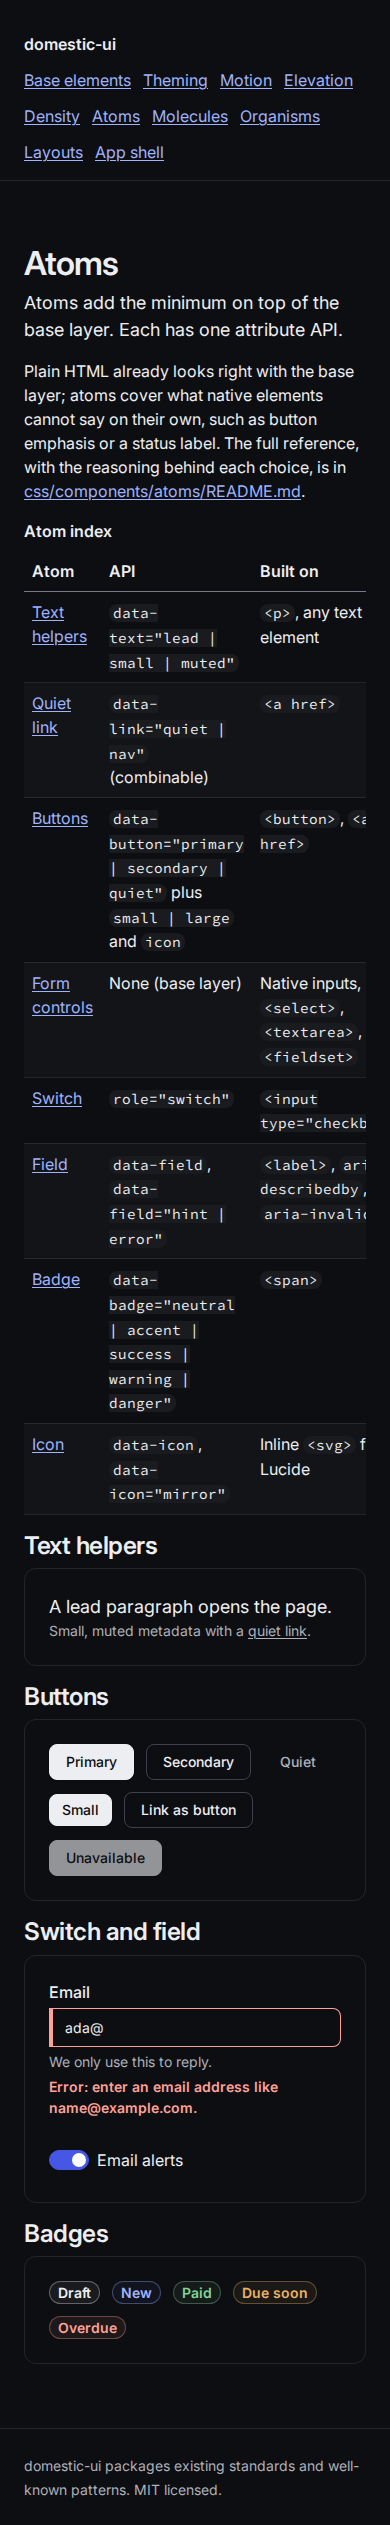 domestic-ui
Base elements Theming Motion Elevation
Density Atoms Molecules Organisms
Layouts App shell
Atoms
Atoms add the minimum on top of the
base layer. Each has one attribute API.
Plain HTML already looks right with the base
layer; atoms cover what native elements
cannot say on their own, such as button
emphasis or a status label. The full reference,
with the reasoning behind each choice, is in
css/components/atoms/README.md.
Atom index
Atom API Built on
Text helpers
data-text="lead | small | muted"
<p>, any text element
Quiet link
data-link="quiet | nav" (combinable)
<a href>
Buttons
data-button="primary | secondary | quiet" plus small | large and icon
<button>, <a href>
Form controls
None (base layer)
Native inputs, <select>, <textarea>, <fieldset>
Switch
role="switch"
<input type="checkb
Field
data-field, data-field="hint | error"
<label>, ari describedby, aria-invalid
Badge
data-badge="neutral | accent | success | warning | danger"
<span>
Icon
data-icon, data-icon="mirror"
Inline <svg> f Lucide
Text helpers
A lead paragraph opens the page.
Small, muted metadata with a quiet link.
Buttons
Primary Secondary Quiet
Small Link as button
Unavailable
Switch and field
Email
ada@
We only use this to reply.
Error: enter an email address like
name@example.com.
Email alerts
Badges
Draft New Paid Due soon
Overdue
domestic-ui packages existing standards and well-
known patterns. MIT licensed.